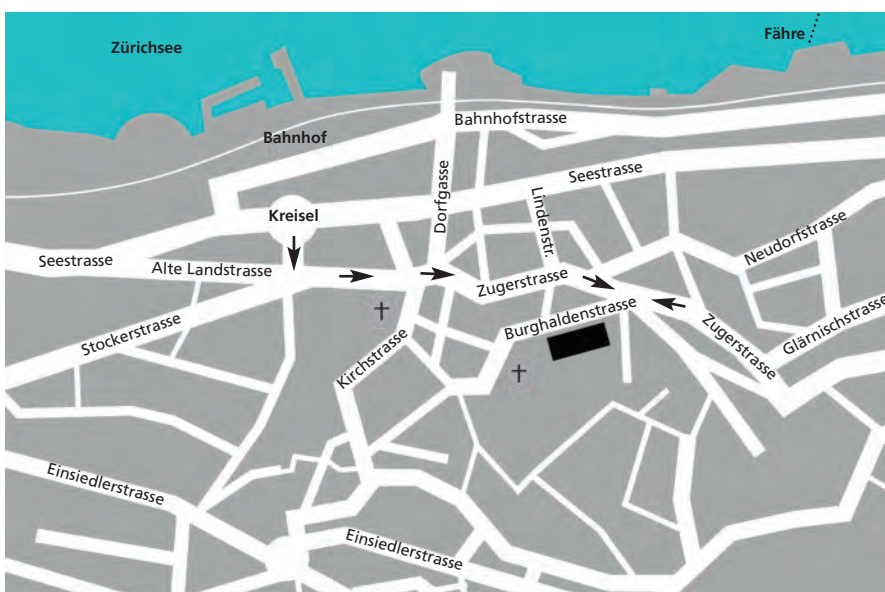 Fähre
Zürichsee
Bahnhofstrasse
Bahnhof
Seestrasse
Dorfgasse
Lindenstr.
Kreisel
Neudorfstrasse
Seestrasse
Alte Landstrasse
Zugerstrasse
Burghaldenstrasse
Stockerstrasse
Zugerstrasse
Glärnischstrasse
Kirchstrasse
Einsiedlerstrasse
Einsiedlerstrasse